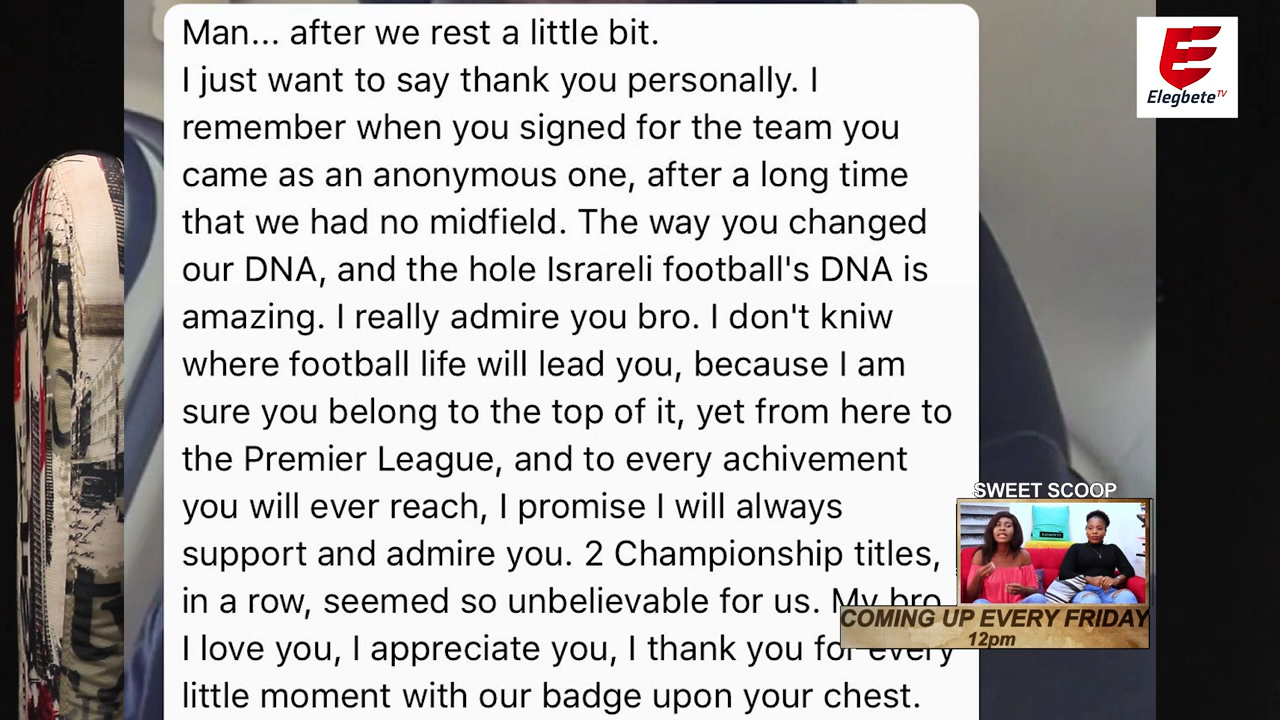 Man... after we rest a little bit.
I just want to say thank you personally. I
remember when you signed for the team you
came as an anonymous one, after a long time
that we had no midfield. The way you changed
our DNA, and the hole Israreli football's DNA is
amazing. I really admire you bro. I don't kniw
where football life will lead you, because I am
sure you belong to the top of it, yet from here to
the Premier League, and to every achivement
you will ever reach, I promise I will always
support and admire you. 2 Championship titles,
in a row, seemed so unbelievable for us. My bro
I love you, I appreciate you, I thank you for every
little moment with our badge upon your chest.
Elegbete TV
SWEET SCOOP
COMING UP EVERY FRIDAY
12pm